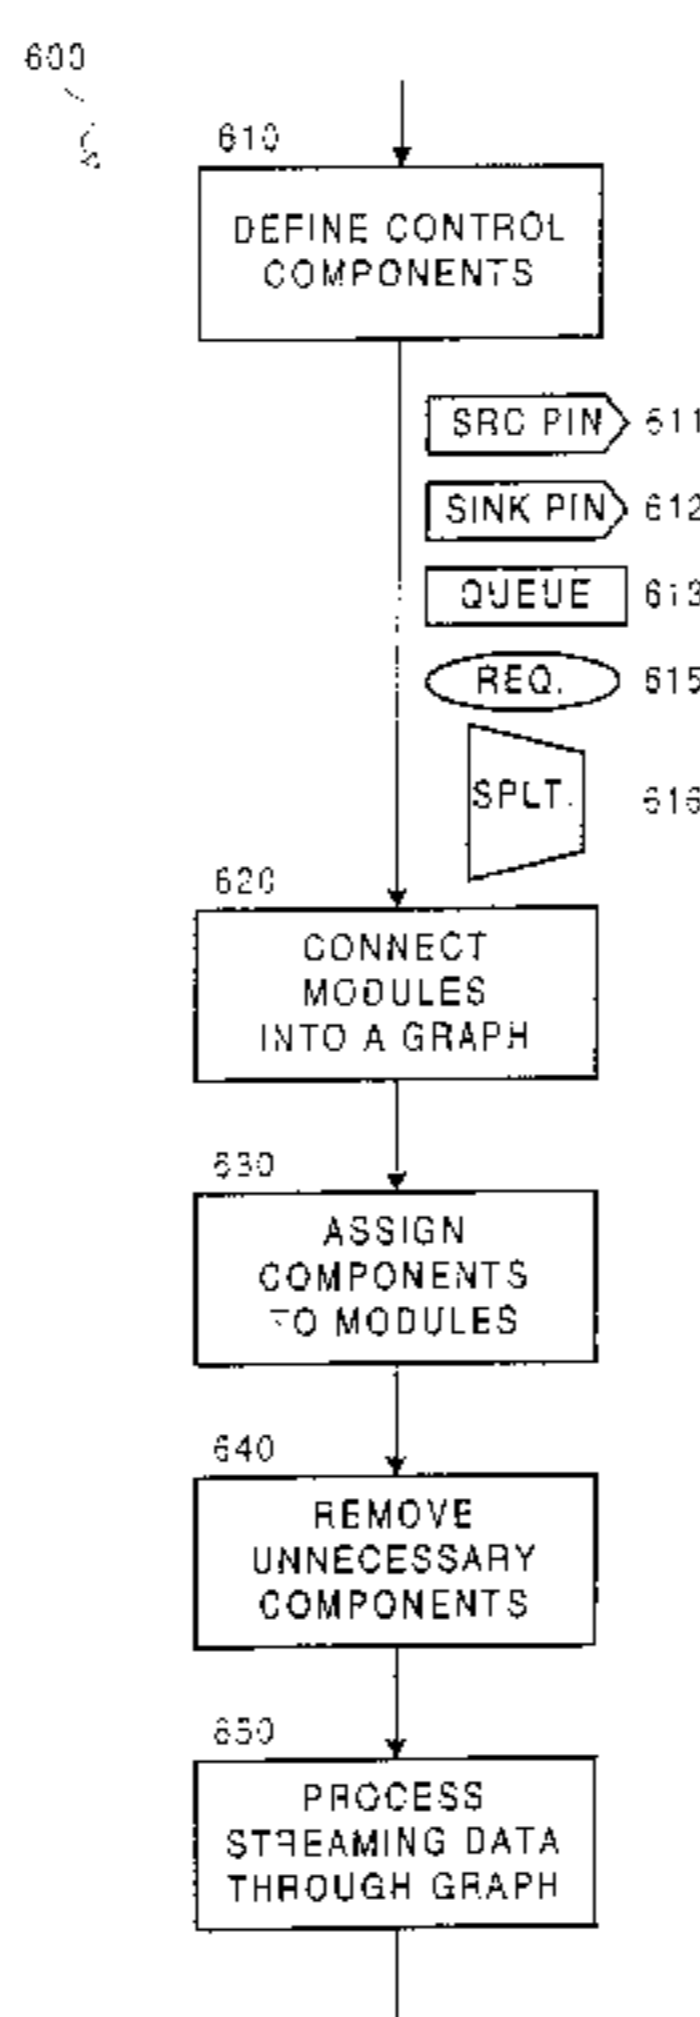 600
610
DEFINE CONTROL
COMPONENTS
SRC PIN 611
SINK PIN 612
QUEUE 613
REQ. 615
SPLT. 616
620
CONNECT
MODULES
INTO A GRAPH
630
ASSIGN
COMPONENTS
TO MODULES
640
REMOVE
UNNECESSARY
COMPONENTS
650
PROCESS
STREAMING DATA
THROUGH GRAPH